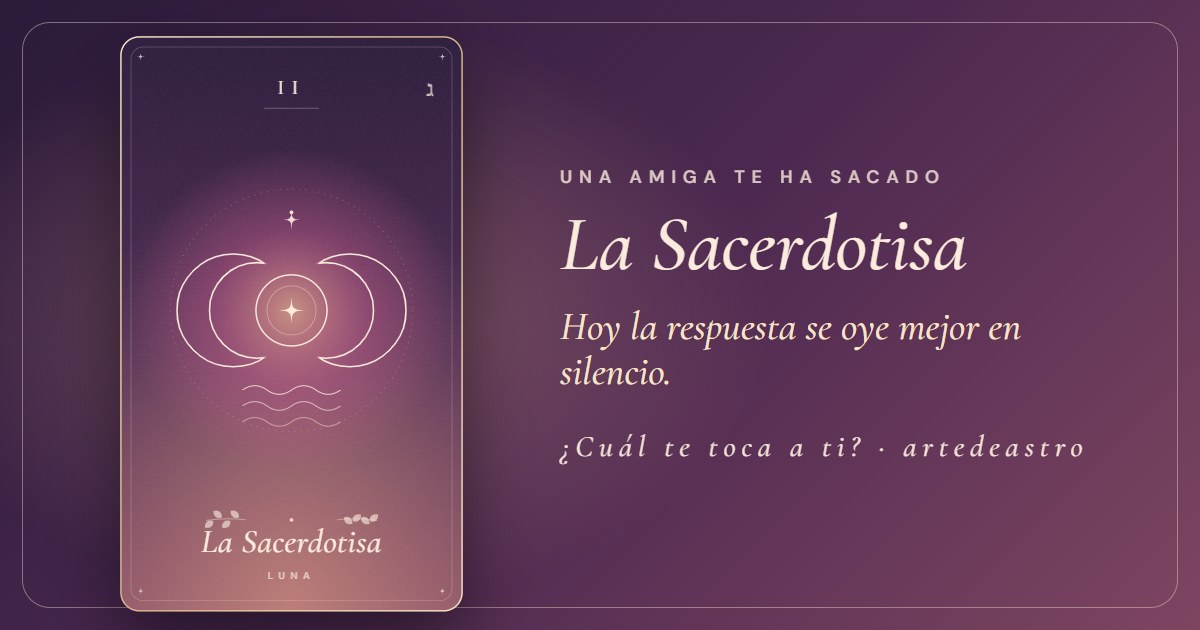 II
ג
La Sacerdotisa
LUNA
UNA AMIGA TE HA SACADO
La Sacerdotisa
Hoy la respuesta se oye mejor en
silencio.
¿Cuál te toca a ti? · artedeastro